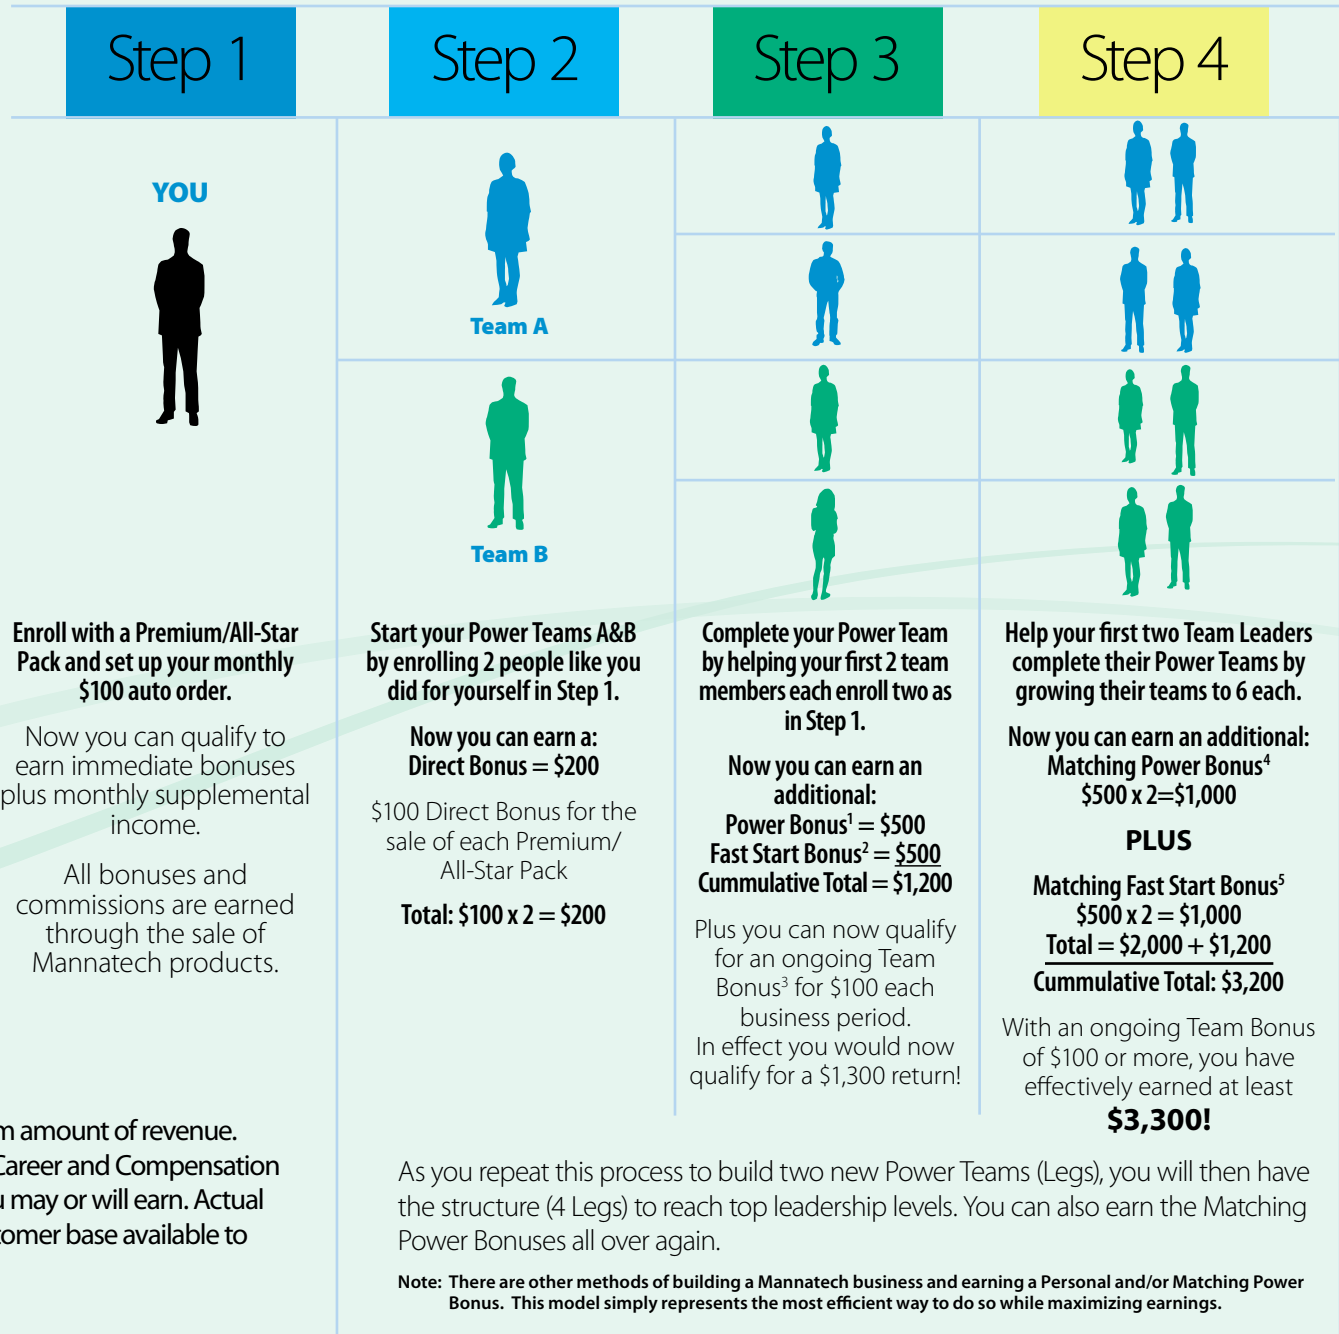 Step 1
Step 2
Step 3
Step 4
YOU
Team A
Team B
Enroll with a Premium/All-Star
Pack and set up your monthly
$100 auto order.
Now you can qualify to
earn immediate bonuses
plus monthly supplemental
income.
All bonuses and
commissions are earned
through the sale of
Mannatech products.
Start your Power Teams A&B
by enrolling 2 people like you
did for yourself in Step 1.
Now you can earn a:
Direct Bonus = $200
$100 Direct Bonus for the
sale of each Premium/
All-Star Pack
Total: $100 x 2 = $200
Complete your Power Team
by helping your first 2 team
members each enroll two as
in Step 1.
Now you can earn an
additional:
Power Bonus¹ = $500
Fast Start Bonus² = $500
Cummulative Total = $1,200
Plus you can now qualify
for an ongoing Team
Bonus³ for $100 each
business period.
In effect you would now
qualify for a $1,300 return!
Help your first two Team Leaders
complete their Power Teams by
growing their teams to 6 each.
Now you can earn an additional:
Matching Power Bonus⁴
$500 x 2=$1,000
PLUS
Matching Fast Start Bonus⁵
$500 x 2 = $1,000
Total = $2,000 + $1,200
Cummulative Total: $3,200
With an ongoing Team Bonus
of $100 or more, you have
effectively earned at least
$3,300!
m amount of revenue.
Career and Compensation
u may or will earn. Actual
tomer base available to
As you repeat this process to build two new Power Teams (Legs), you will then have
the structure (4 Legs) to reach top leadership levels. You can also earn the Matching
Power Bonuses all over again.
Note: There are other methods of building a Mannatech business and earning a Personal and/or Matching Power
Bonus. This model simply represents the most efficient way to do so while maximizing earnings.